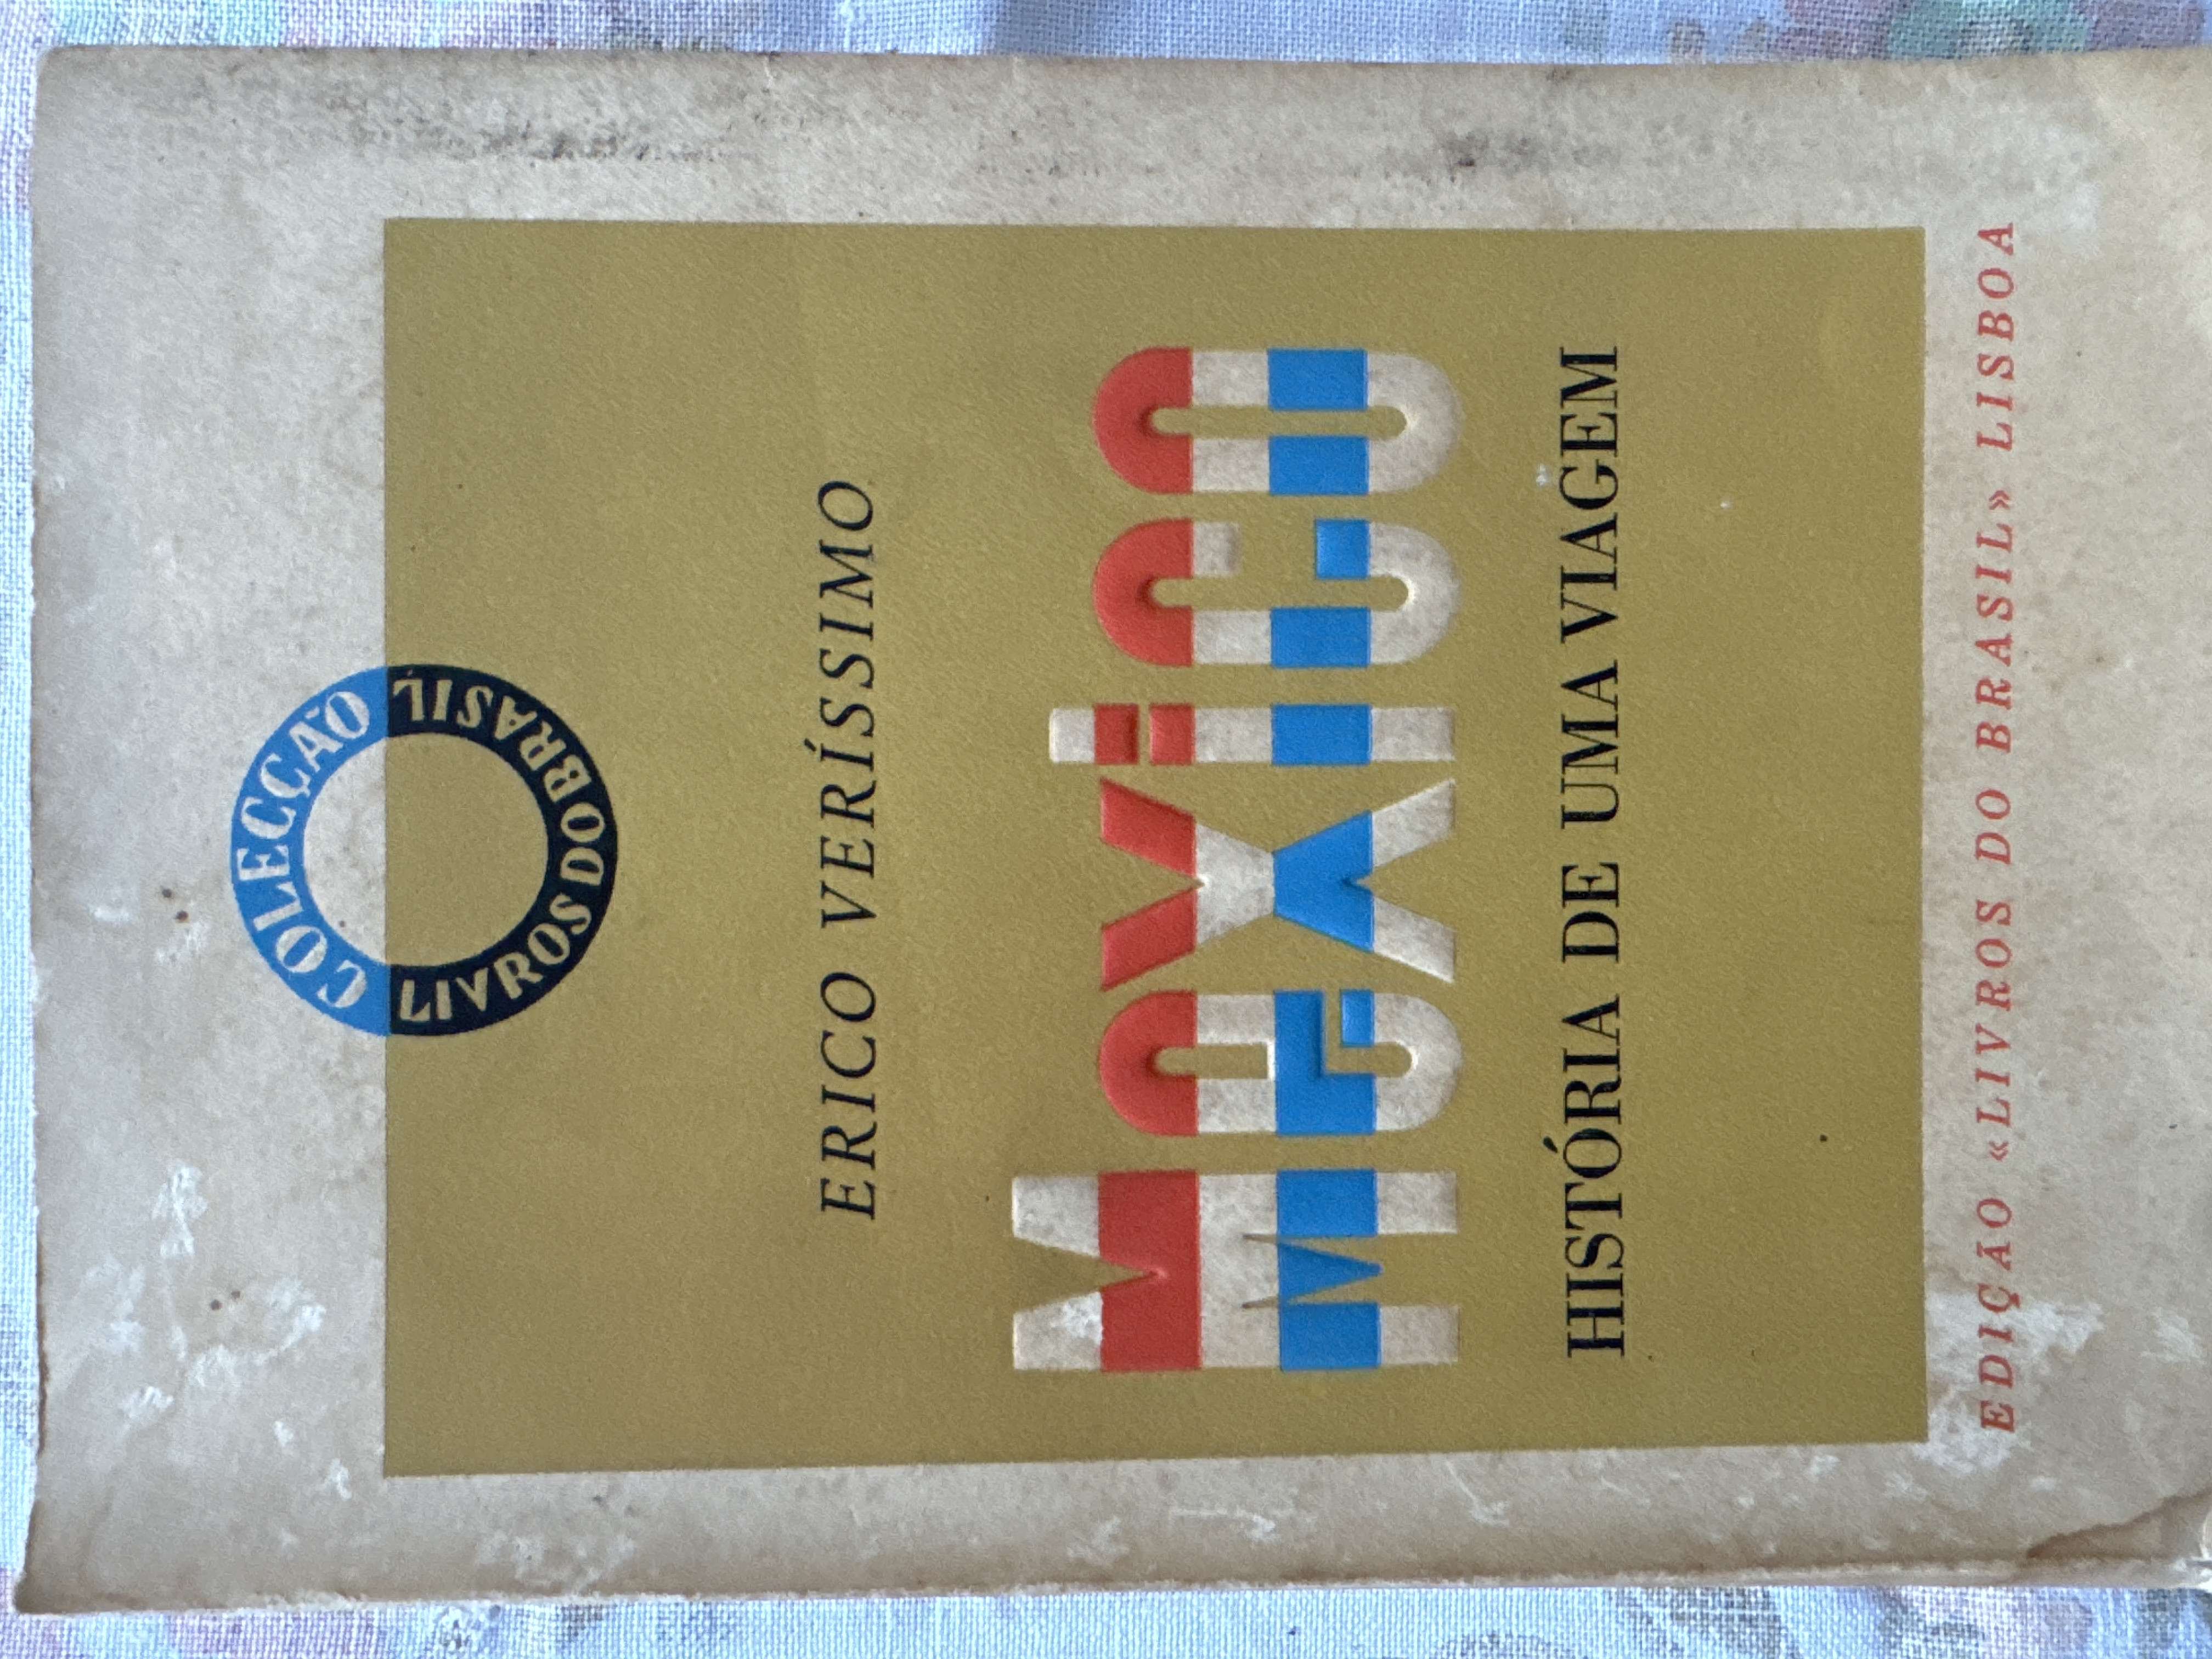 COLECÇÃO
LIVROS DO BRASIL
ERICO VERÍSSIMO
México
HISTÓRIA DE UMA VIAGEM
EDIÇÃO «LIVROS DO BRASIL» LISBOA